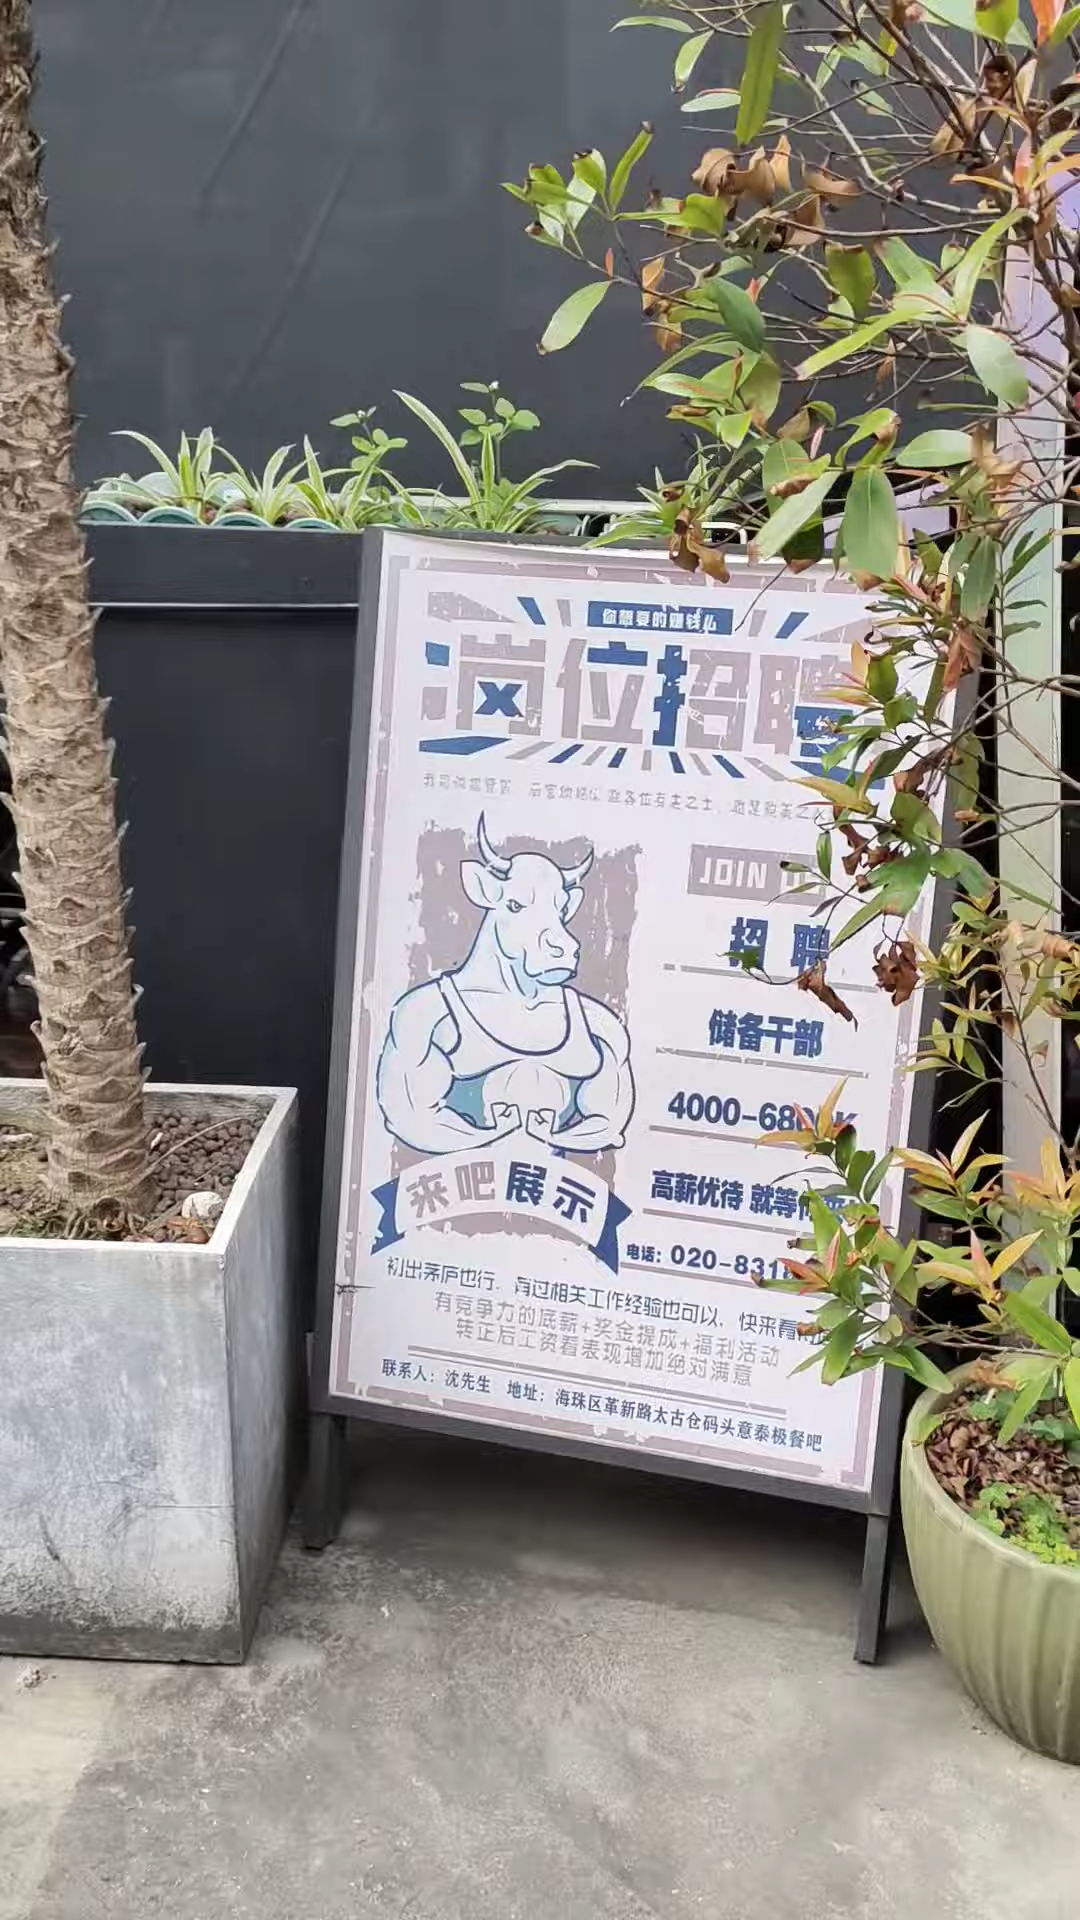 你想要的赚钱么
岗位招聘
JOIN
招 聘
储备干部
4000-68
高薪优待 就等
来吧展示
电话：020-831
初出茅庐也行，有过相关工作经验也可以，快来看
有竞争力的底薪+奖金提成+福利活动
转正后工资看表现增加绝对满意
联系人：沈先生 地址：海珠区革新路太古仓码头意泰极餐吧